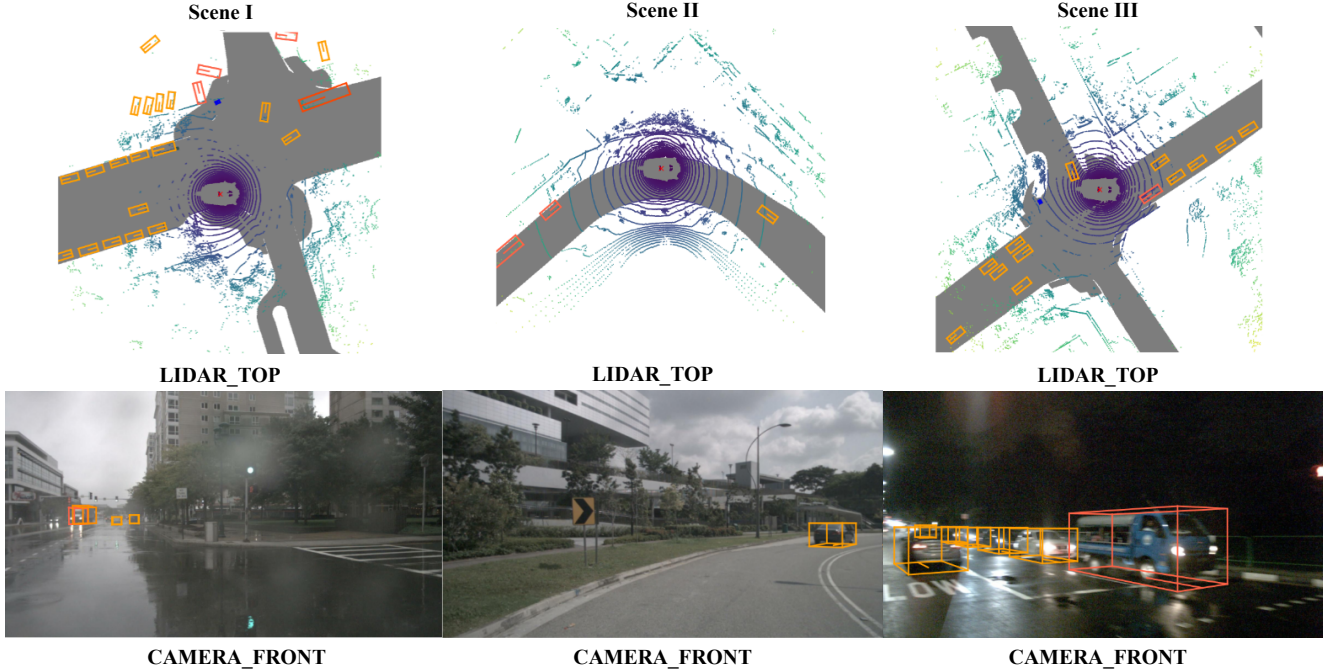 Scene I
Scene II
Scene III
LIDAR_TOP
LIDAR_TOP
LIDAR_TOP
LOW
CAMERA_FRONT
CAMERA_FRONT
CAMERA_FRONT